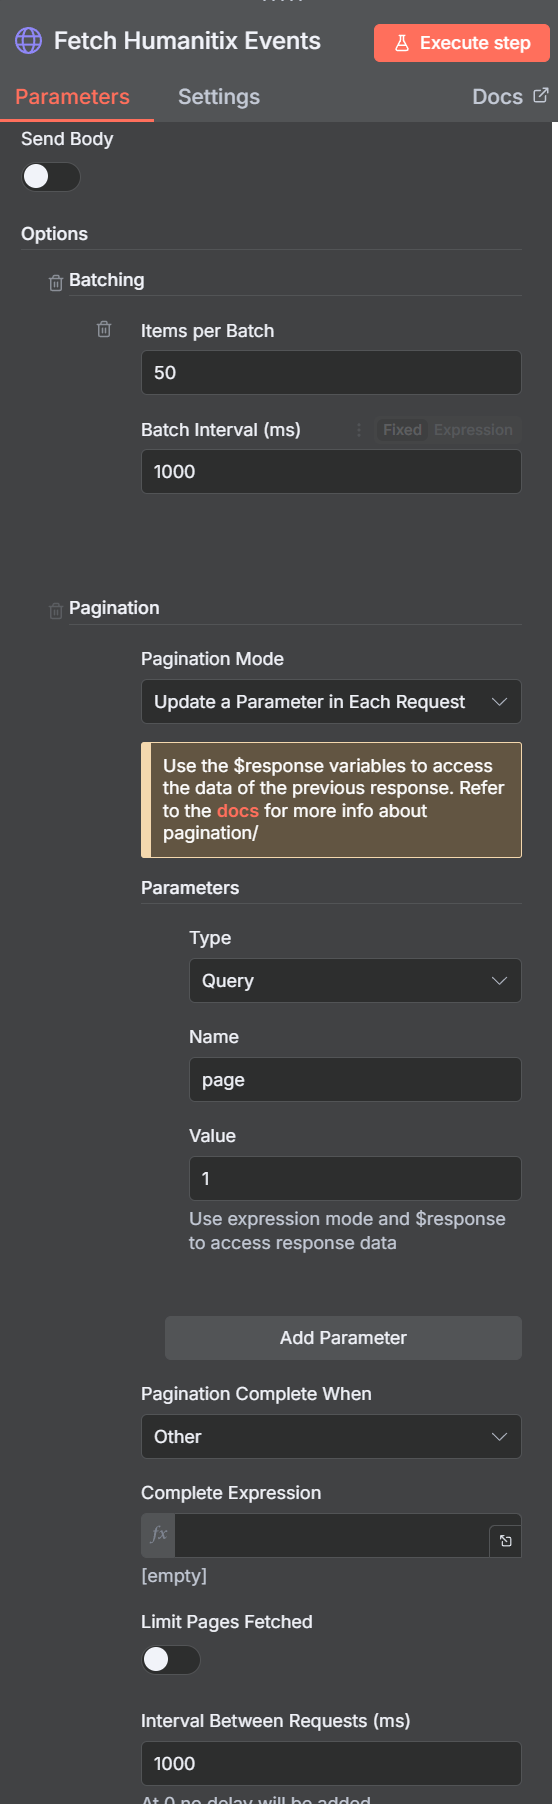 Fetch Humanitix Events
Execute step
Parameters
Settings
Docs
Send Body
Options
Batching
Items per Batch
50
Batch Interval (ms)
Fixed
Expression
1000
Pagination
Pagination Mode
Update a Parameter in Each Request
Use the $response variables to access
the data of the previous response. Refer
to the docs for more info about
pagination/
Parameters
Type
Query
Name
page
Value
1
Use expression mode and $response
to access response data
Add Parameter
Pagination Complete When
Other
Complete Expression
fx
[empty]
Limit Pages Fetched
Interval Between Requests (ms)
1000
At 0 no delay will be added